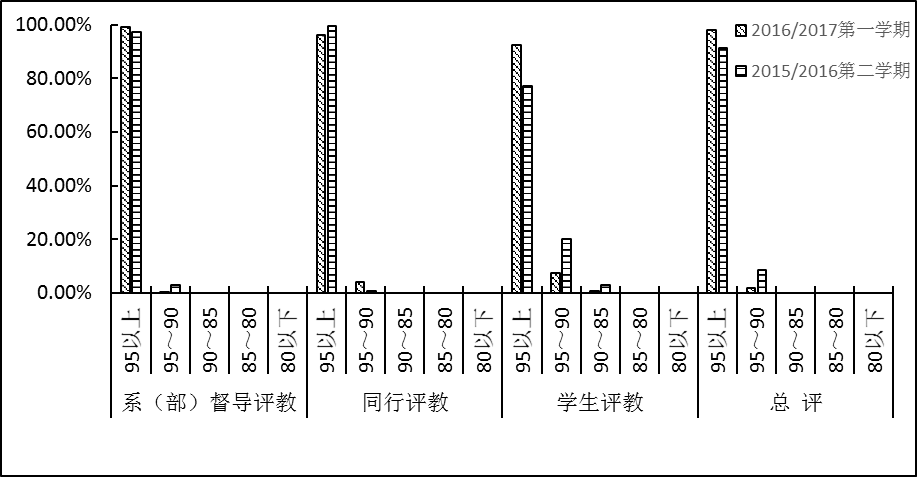 100.00%
80.00%
60.00%
40.00%
20.00%
0.00%
2016/2017第一学期
2015/2016第二学期
95以上
95～90
90～85
85～80
80以下
95以上
95～90
90～85
85～80
80以下
95以上
95～90
90～85
85～80
80以下
95以上
95～90
90～85
85～80
80以下
系（部）督导评教
同行评教
学生评教
总 评